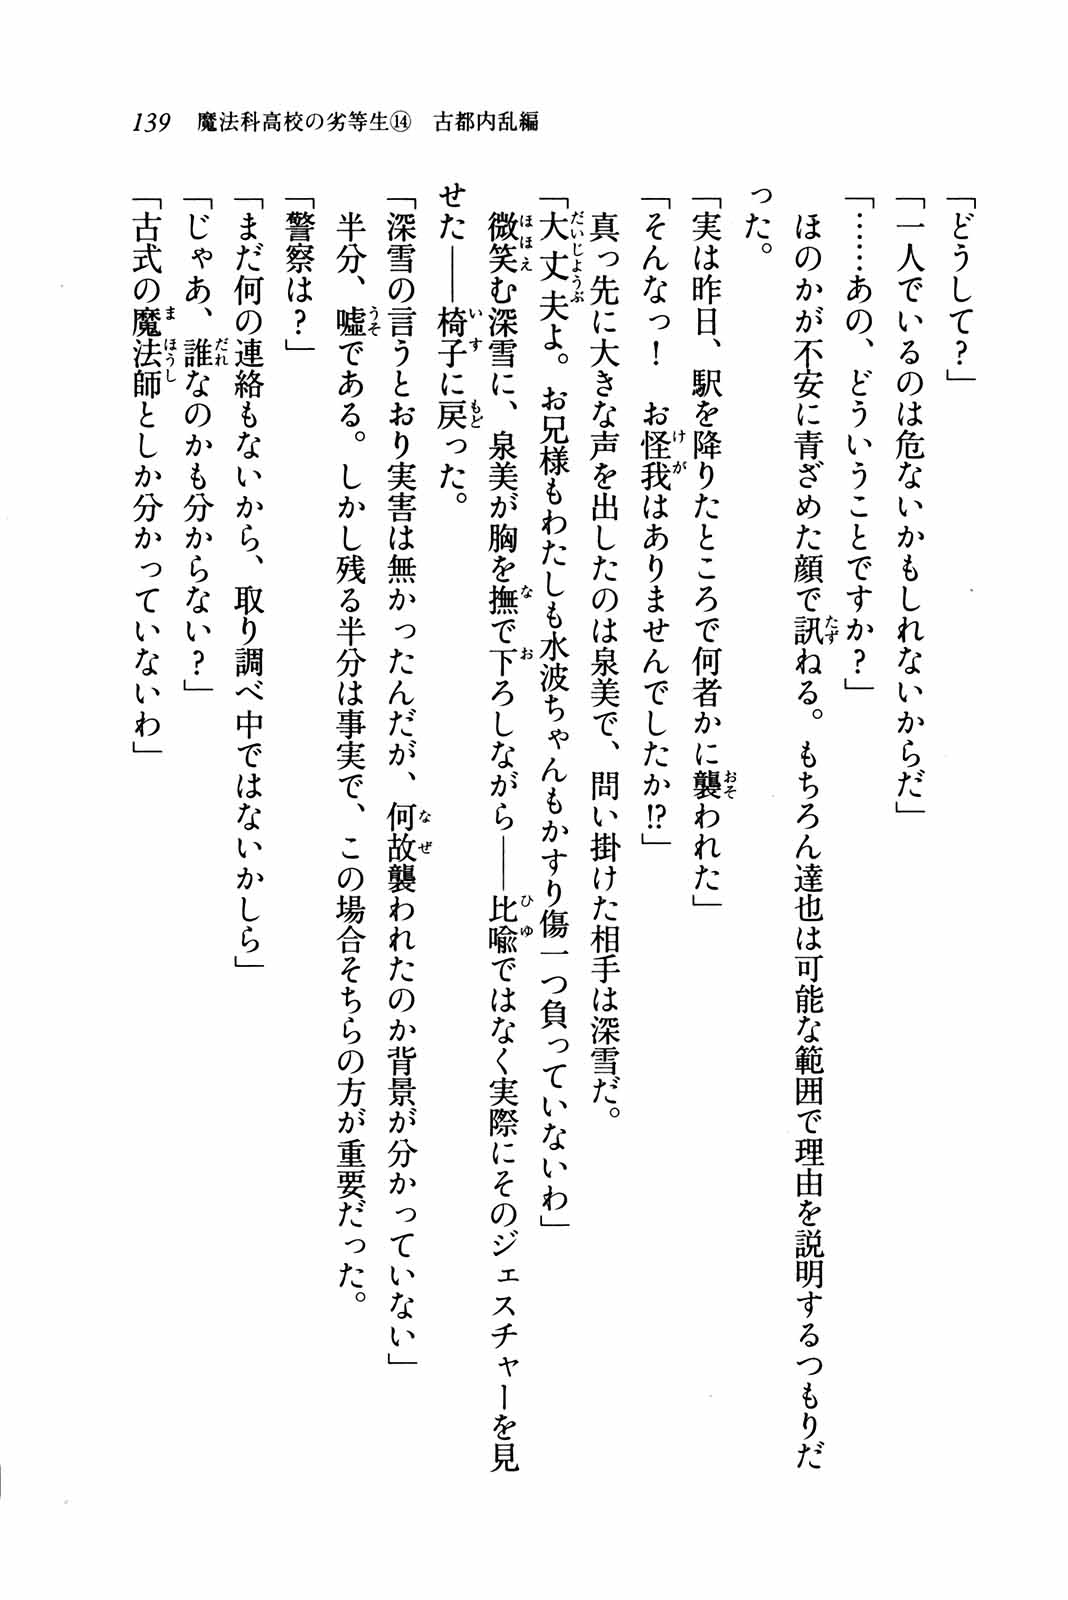 139 魔法科高校の劣等生⑭ 古都内乱編
「どうして？」
「一人でいるのは危ないかもしれないからだ」
「……あの、どういうことですか？」
ほのかが不安に青ざめた顔で訊ねる。もちろん達也は可能な範囲で理由を説明するつもりだ
った。
「実は昨日、駅を降りたところで何者かに襲われた」
「そんなっ！ お怪我はありませんでしたか!?」
真っ先に大きな声を出したのは泉美で、問い掛けた相手は深雪だ。
「大丈夫よ。お兄様もわたしも水波ちゃんもかすり傷一つ負っていないわ」
微笑む深雪に、泉美が胸を撫で下ろしながら――比喩ではなく実際にそのジェスチャーを見
せた――椅子に戻った。
「深雪の言うとおり実害は無かったんだが、何故襲われたのか背景が分かっていない」
半分、嘘である。しかし残る半分は事実で、この場合そちらの方が重要だった。
「警察は？」
「まだ何の連絡もないから、取り調べ中ではないかしら」
「じゃあ、誰なのかも分からない？」
「古式の魔法師としか分かっていないわ」